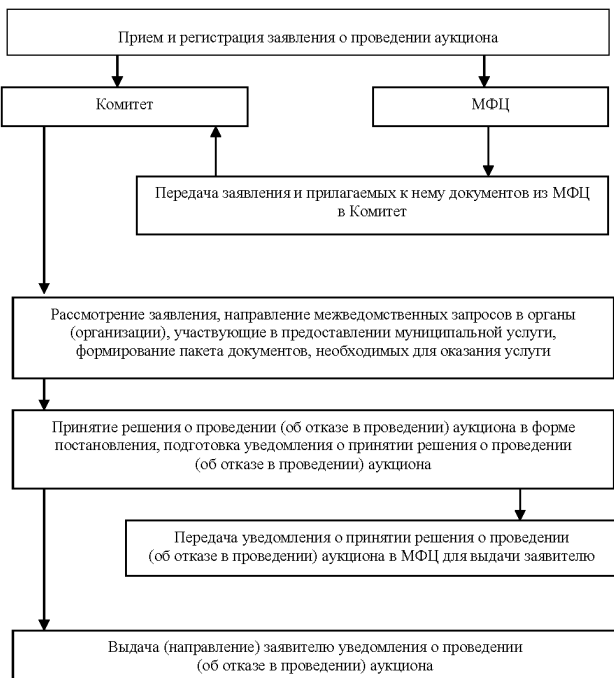 Прием и регистрация заявления о проведении аукциона
Комитет
МФЦ
Передача заявления и прилагаемых к нему документов из МФЦ
в Комитет
Рассмотрение заявления, направление межведомственных запросов в органы
(организации), участвующие в предоставлении муниципальной услуги,
формирование пакета документов, необходимых для оказания услуги
Принятие решения о проведении (об отказе в проведении) аукциона в форме
постановления, подготовка уведомления о принятии решения о проведении
(об отказе в проведении) аукциона
Передача уведомления о принятии решения о проведении
(об отказе в проведении) аукциона в МФЦ для выдачи заявителю
Выдача (направление) заявителю уведомления о проведении
(об отказе в проведении) аукциона